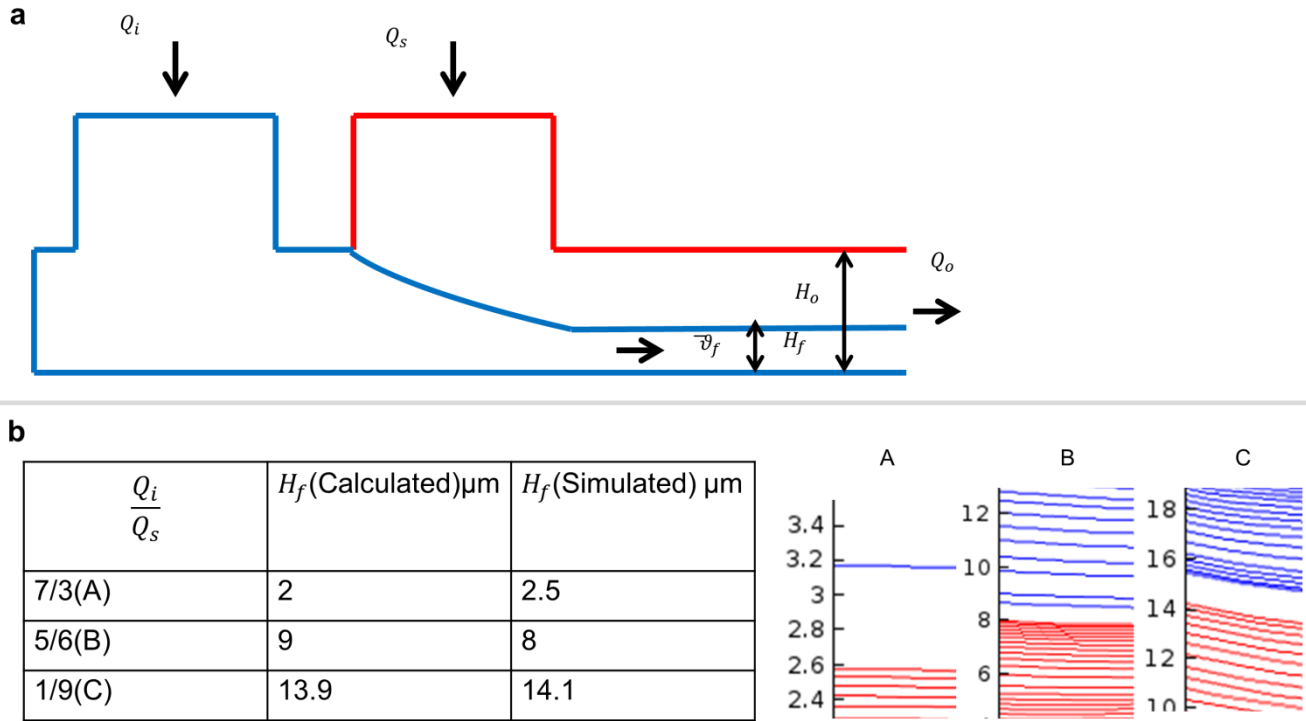 a
Q_i
Q_s
Q_o
H_o
H_f
ϑ_f
b
Q_i/Q_s H_f(Calculated)μm H_f(Simulated) μm
7/3(A) 2 2.5
5/6(B) 9 8
1/9(C) 13.9 14.1
A B C
3.4
3.2
3
2.8
2.6
2.4
12
10
8
6
18
16
14
12
10